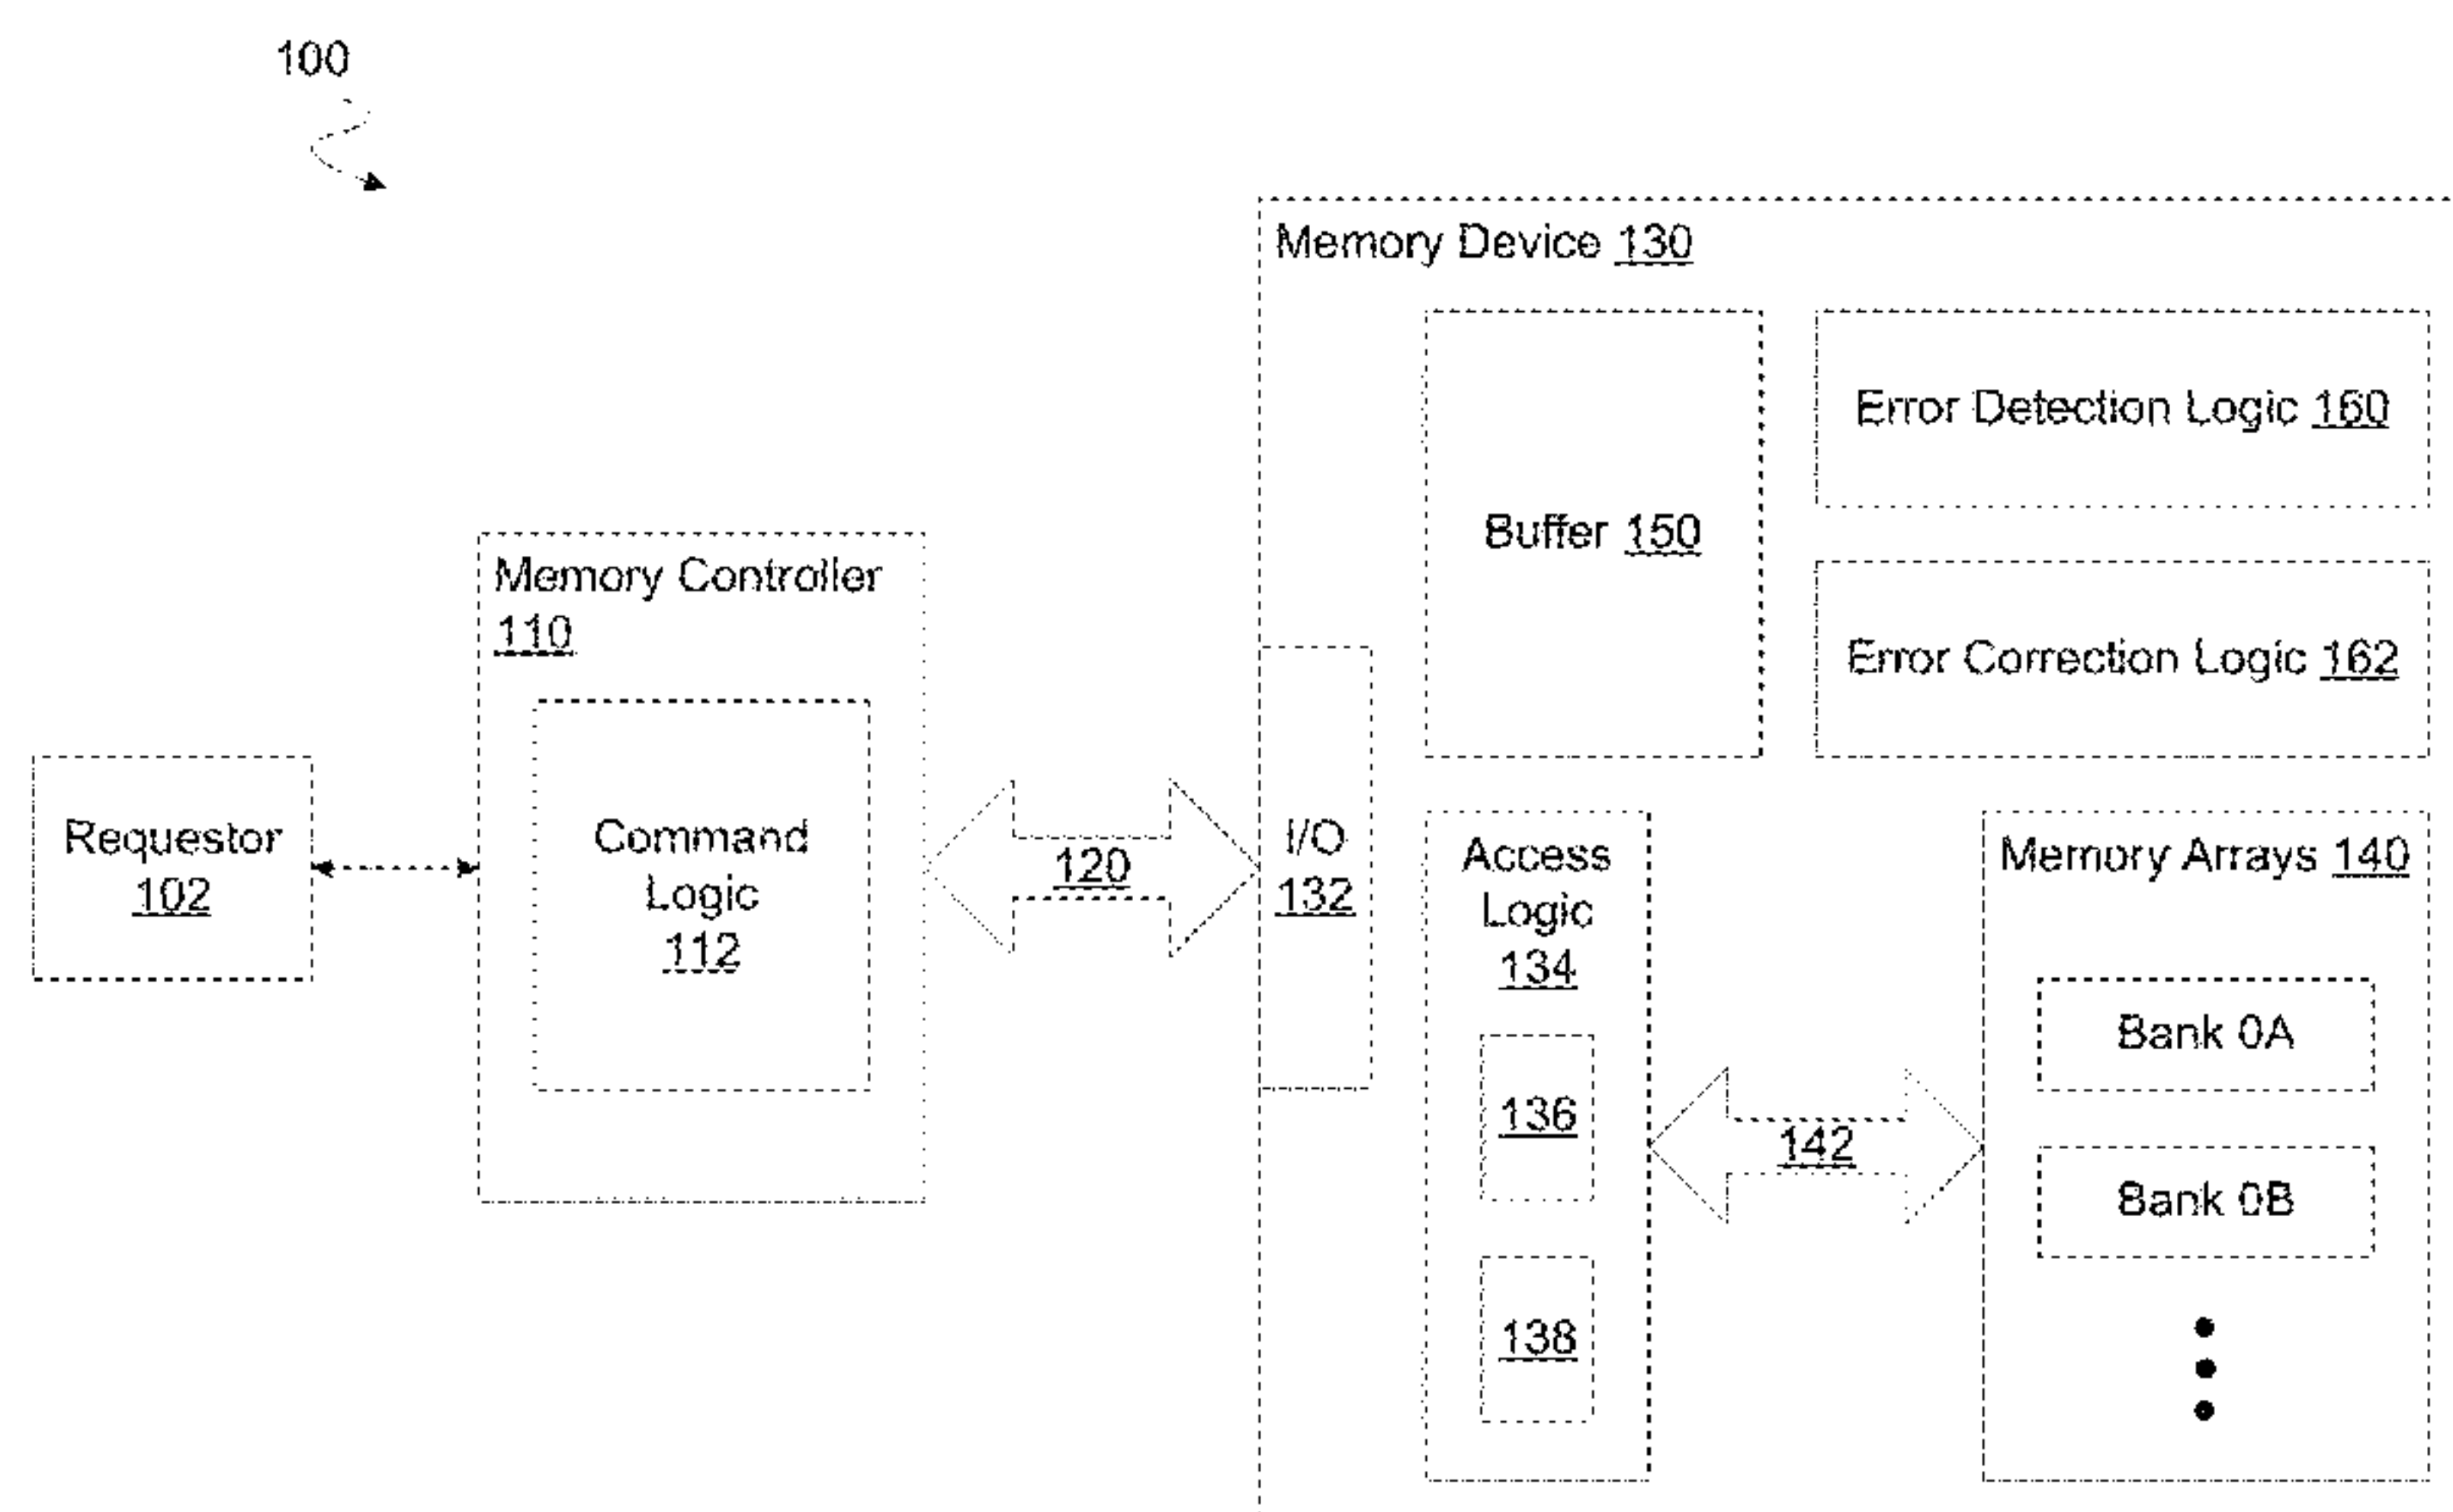 100
Memory Device 130
Buffer 150
Error Detection Logic 160
Error Correction Logic 162
Memory Controller
110
Command
Logic
112
Requestor
102
120
I/O
132
Access
Logic
134
136
138
142
Memory Arrays 140
Bank 0A
Bank 0B